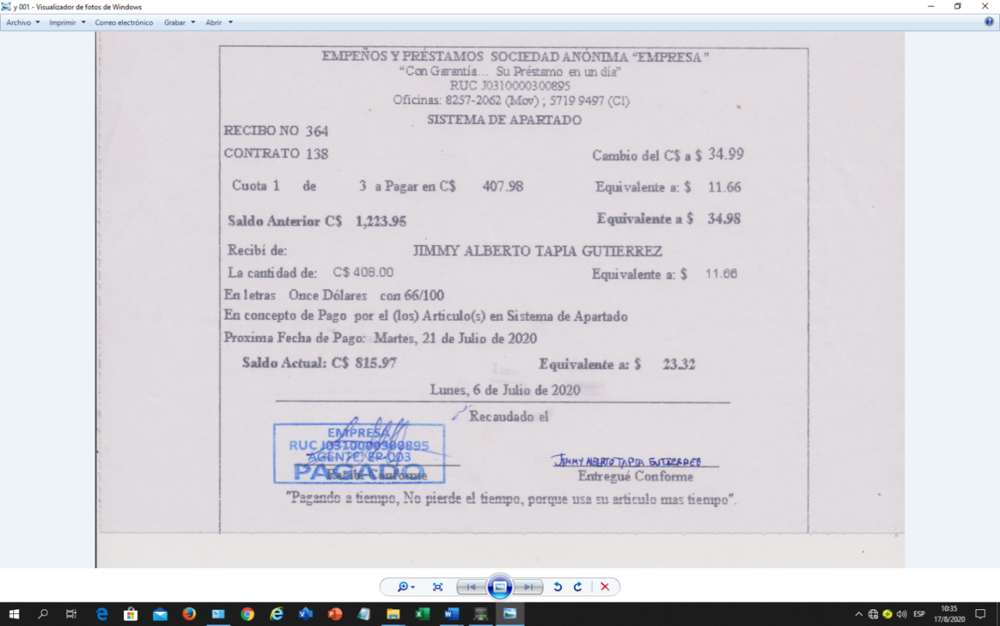 y 001 - Visualizador de fotos de Windows
Archivo Imprimir Correo electrónico Grabar Abrir
EMPEÑOS Y PRÉSTAMOS SOCIEDAD ANÓNIMA “EMPRESA”
“Con Garantía... Su Préstamo en un día”
RUC J0310000300895
Oficinas: 8257-2062 (Mov) ; 5719 9497 (Cl)
SISTEMA DE APARTADO
RECIBO NO 364
CONTRATO 138 Cambio del C$ a $ 34.99
Cuota 1 de 3 a Pagar en C$ 407.98 Equivalente a: $ 11.66
Saldo Anterior C$ 1,223.95 Equivalente a $ 34.98
Recibí de: JIMMY ALBERTO TAPIA GUTIERREZ
La cantidad de: C$ 408.00 Equivalente a: $ 11.66
En letras Once Dólares con 66/100
En concepto de Pago por el (los) Articulo(s) en Sistema de Apartado
Proxima Fecha de Pago: Martes, 21 de Julio de 2020
Saldo Actual: C$ 815.97 Equivalente a: $ 23.32
Lunes, 6 de Julio de 2020
Recaudado el
EMPRESA
RUC J0310000300895
AGENTE: EP-003
PAGADO
JIMMY ALBERTO TAPIA GUTIERREZ
Recibí Conforme Entregué Conforme
"Pagando a tiempo, No pierde el tiempo, porque usa su articulo mas tiempo".
ESP
10:35
17/8/2020